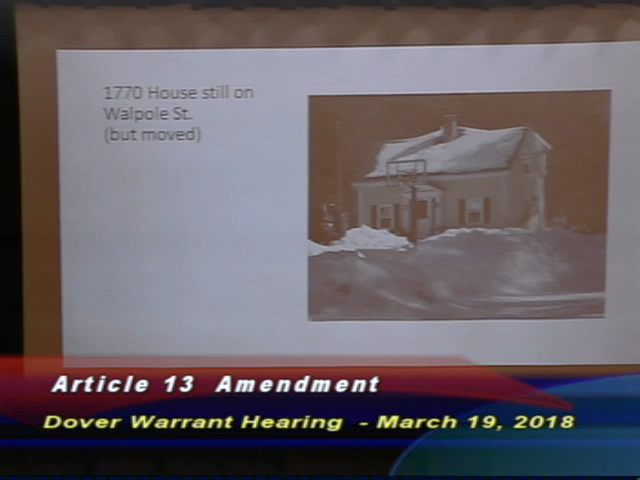 1770 House still on
Walpole St.
(but moved)
Article 13 Amendment
Dover Warrant Hearing - March 19, 2018